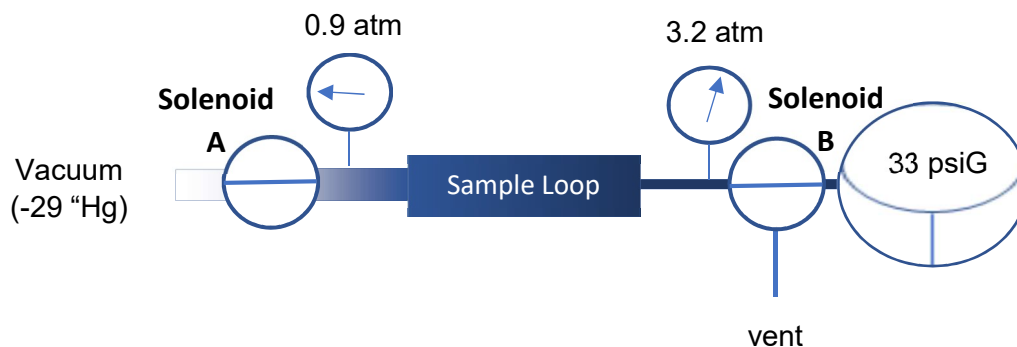 0.9 atm
3.2 atm
Solenoid
A
Solenoid
B
Vacuum
(-29 “Hg)
Sample Loop
33 psiG
vent